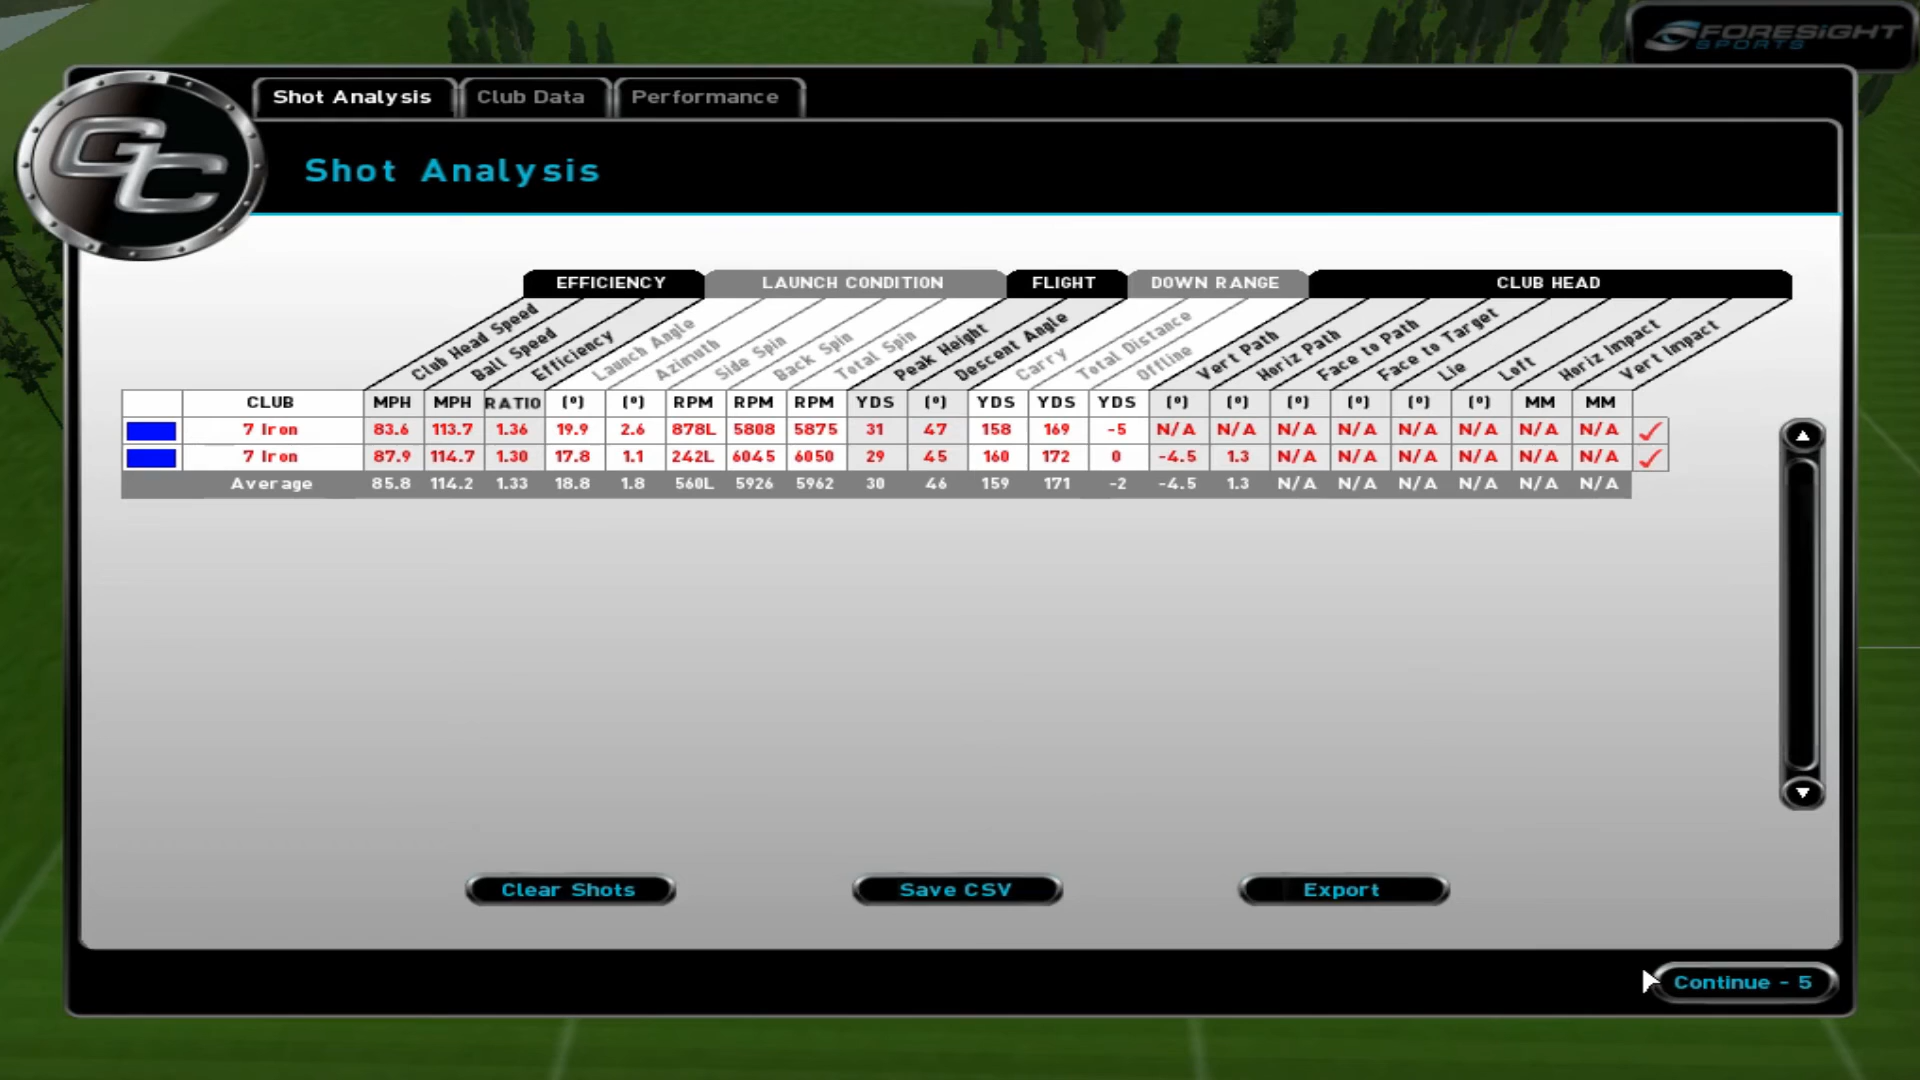 FORESIGHT
SPORTS
GC
Shot Analysis Club Data Performance
Shot Analysis
EFFICIENCY LAUNCH CONDITION FLIGHT DOWN RANGE CLUB HEAD
Club Head Speed Ball Speed Efficiency Launch Angle Azimuth Side Spin Back Spin Total Spin Peak Height Descent Angle Carry Total Distance Offline Vert Path Horiz Path Face to Path Face to Target Lie Loft Horiz Impact Vert Impact
CLUB MPH MPH RATIO (°) (°) RPM RPM RPM YDS (°) YDS YDS YDS (°) (°) (°) (°) (°) (°) MM MM
7 Iron 83.6 113.7 1.36 19.9 2.6 878L 5808 5875 31 47 158 169 -5 N/A N/A N/A N/A N/A N/A N/A N/A
7 Iron 87.9 114.7 1.30 17.8 1.1 242L 6045 6050 29 45 160 172 0 -4.5 1.3 N/A N/A N/A N/A N/A N/A
Average 85.8 114.2 1.33 18.8 1.8 560L 5926 5962 30 46 159 171 -2 -4.5 1.3 N/A N/A N/A N/A N/A N/A
Clear Shots Save CSV Export
Continue - 5